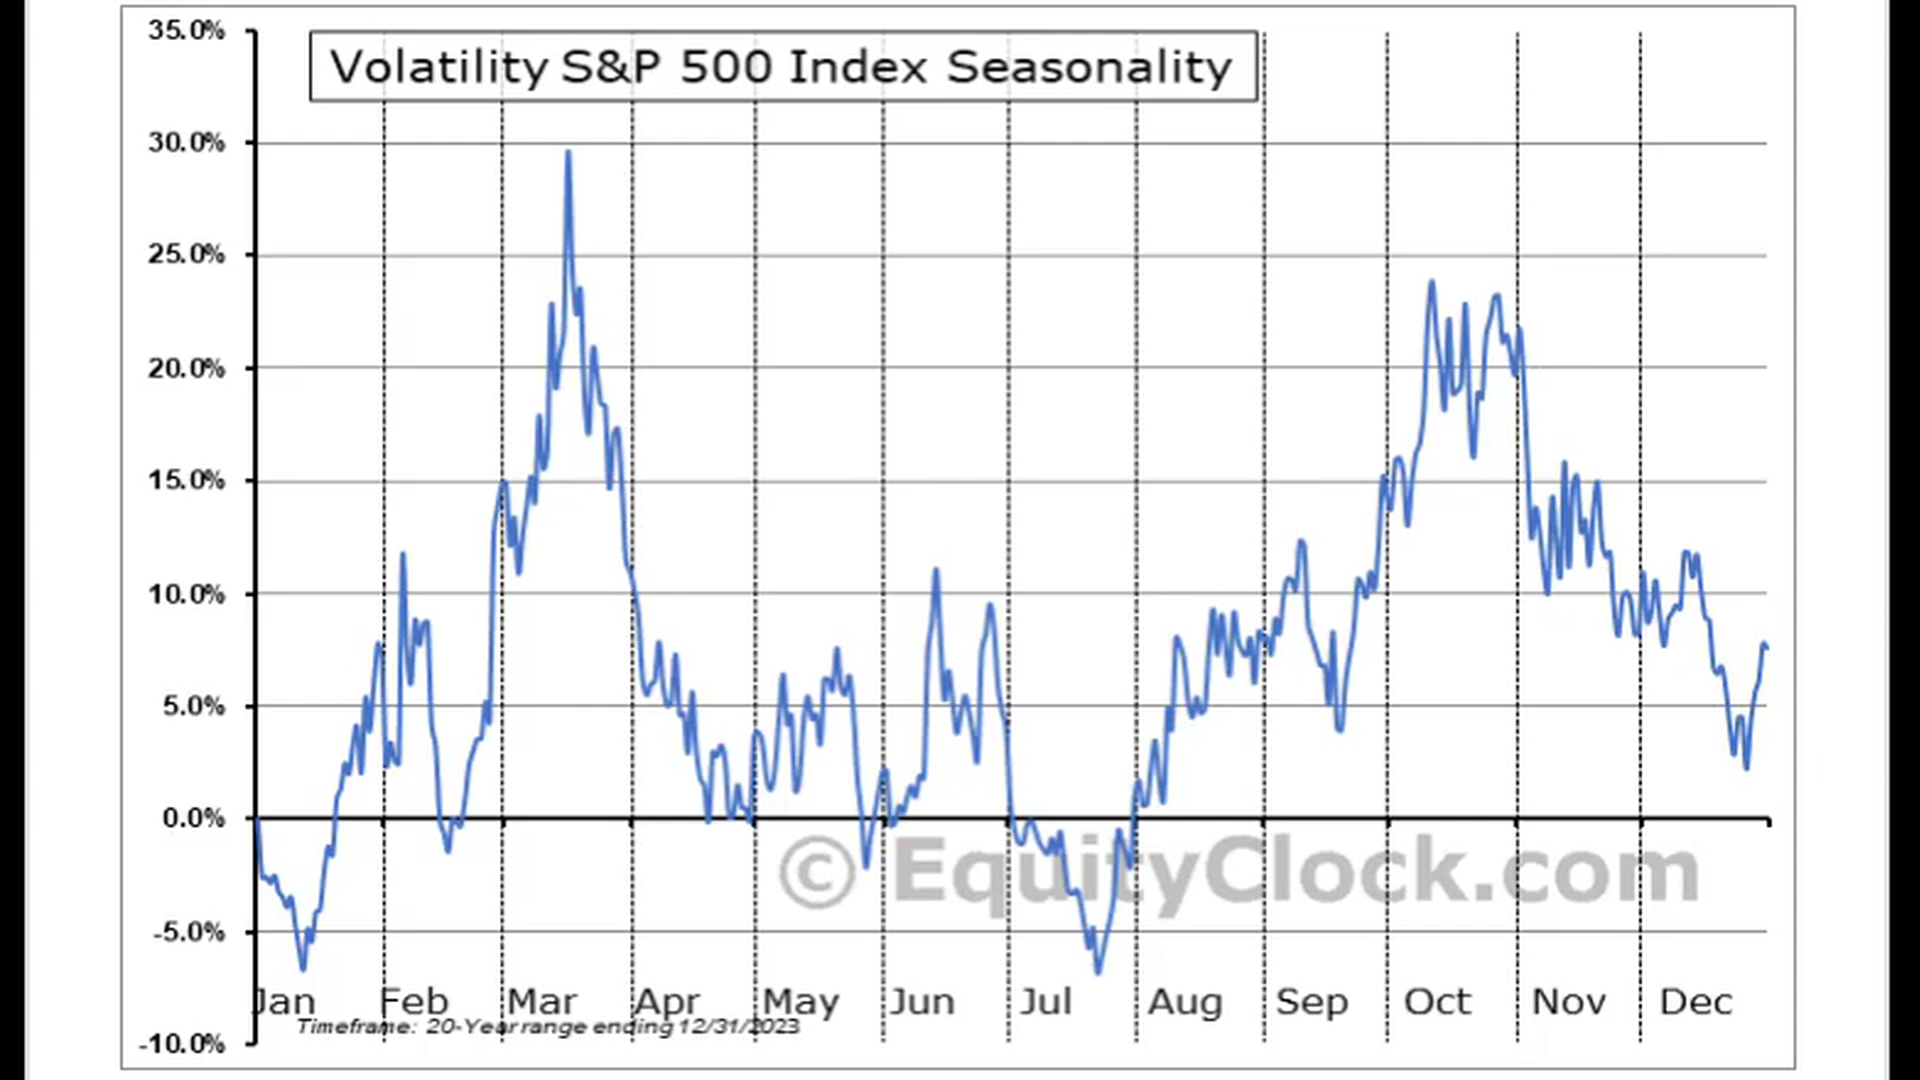 35.0%
Volatility S&P 500 Index Seasonality
30.0%
25.0%
20.0%
15.0%
10.0%
5.0%
0.0%
© EquityClock.com
-5.0%
Jan Feb Mar Apr May Jun Jul Aug Sep Oct Nov Dec
Timeframe: 20-Year range ending 12/31/2023
-10.0%